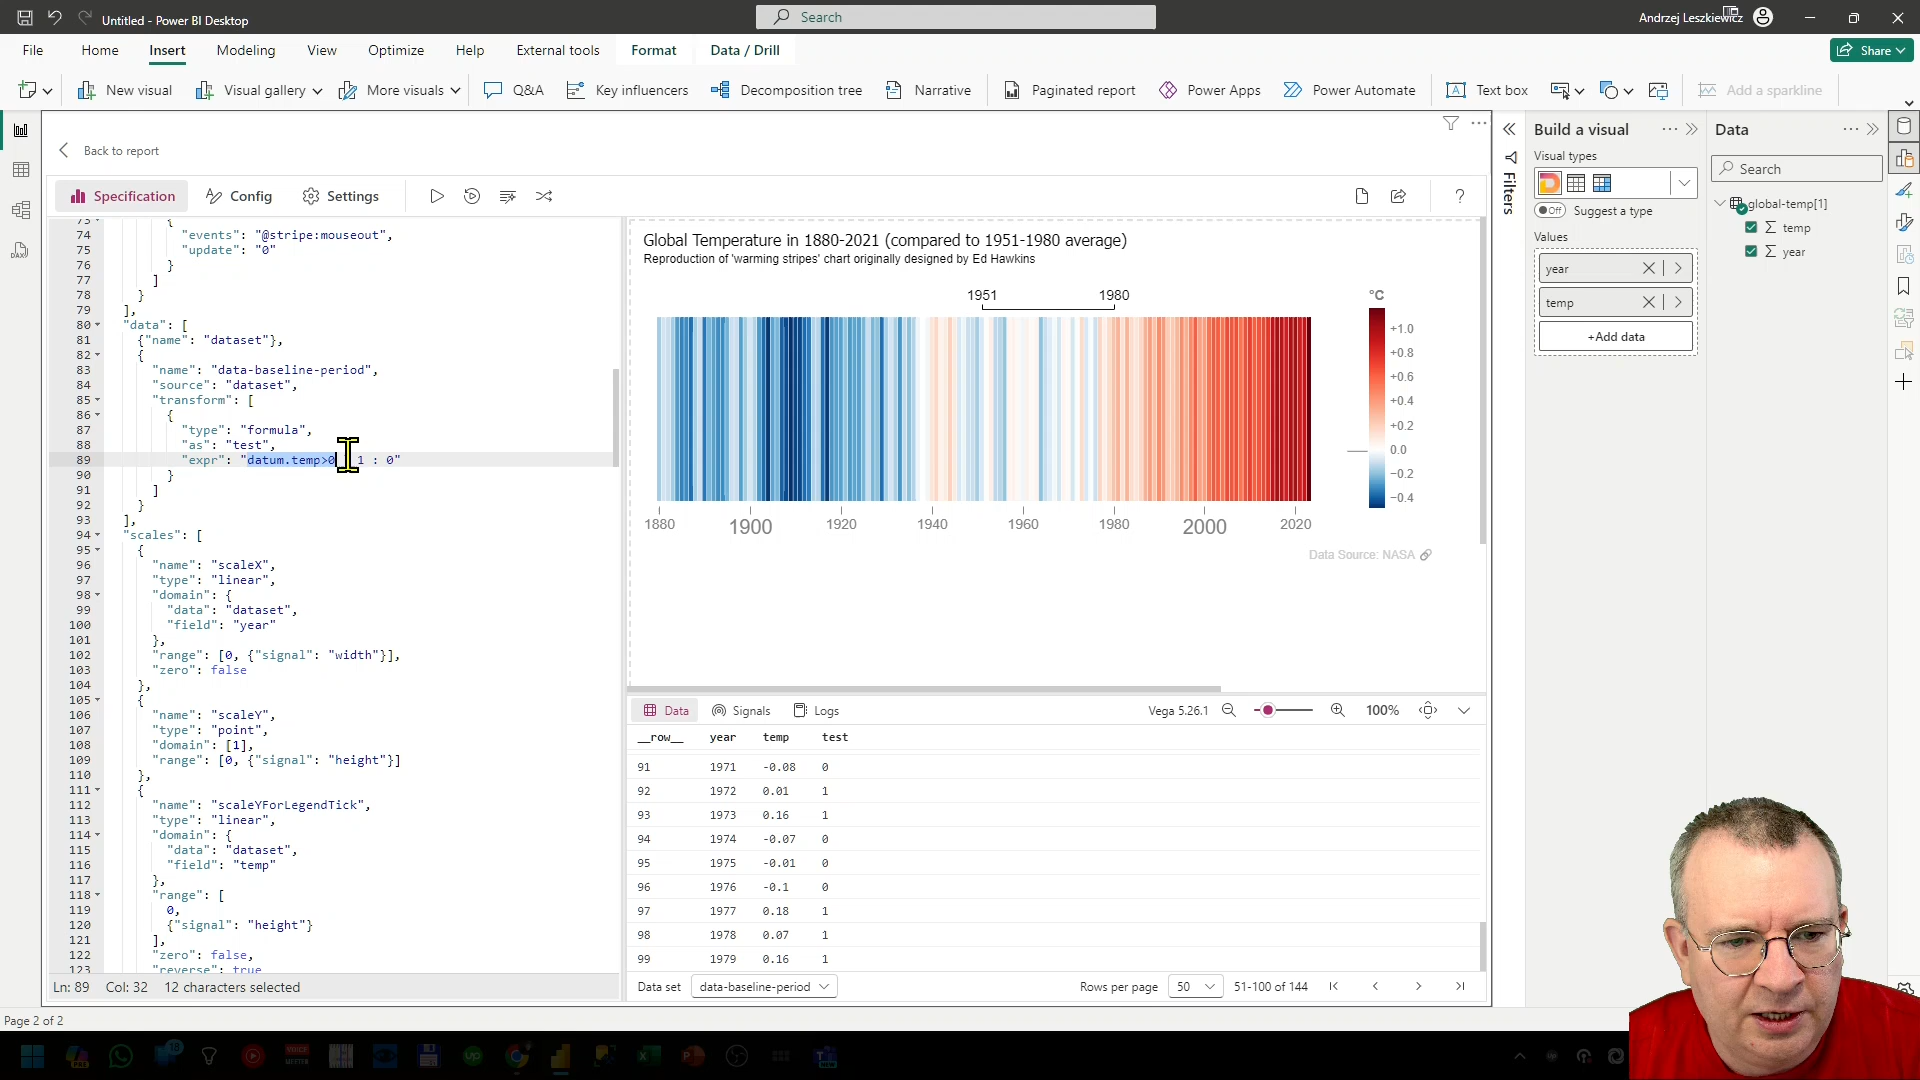 Untitled - Power BI Desktop
Search
Andrzej Leszkiewicz
File
Home
Insert
Modeling
View
Optimize
Help
External tools
Format
Data / Drill
Share
New visual
Visual gallery
More visuals
Q&A
Key influencers
Decomposition tree
Narrative
Paginated report
Power Apps
Power Automate
Text box
Add a sparkline
Back to report
Specification
Config
Settings
?
74
75
76
77
78
79
80
81
82
83
84
85
86
87
88
89
90
91
92
93
94
95
96
97
98
99
100
101
102
103
104
105
106
107
108
109
110
111
112
113
114
115
116
117
118
119
120
121
122
123
{
"events": "@stripe:mouseout",
"update": "0"
}
]
}
],
"data": [
{"name": "dataset"},
{
"name": "data-baseline-period",
"source": "dataset",
"transform": [
{
"type": "formula",
"as": "test",
"expr": "datum.temp>0 1 : 0"
}
]
}
],
"scales": [
{
"name": "scaleX",
"type": "linear",
"domain": {
"data": "dataset",
"field": "year"
},
"range": [0, {"signal": "width"}],
"zero": false
},
{
"name": "scaleY",
"type": "point",
"domain": [1],
"range": [0, {"signal": "height"}]
},
{
"name": "scaleYForLegendTick",
"type": "linear",
"domain": {
"data": "dataset",
"field": "temp"
},
"range": [
0,
{"signal": "height"}
],
"zero": false,
"reverse": true
Ln: 89 Col: 32 12 characters selected
Global Temperature in 1880-2021 (compared to 1951-1980 average)
Reproduction of 'warming stripes' chart originally designed by Ed Hawkins
1951
1980
°C
+1.0
+0.8
+0.6
+0.4
+0.2
0.0
−0.2
−0.4
1880
1900
1920
1940
1960
1980
2000
2020
Data Source: NASA
Data
Signals
Logs
Vega 5.26.1
100%
__row__ year temp test
91 1971 -0.08 0
92 1972 0.01 1
93 1973 0.16 1
94 1974 -0.07 0
95 1975 -0.01 0
96 1976 -0.1 0
97 1977 0.18 1
98 1978 0.07 1
99 1979 0.16 1
Data set
data-baseline-period
Rows per page
50
51-100 of 144
Filters
Build a visual
Visual types
Off
Suggest a type
Values
year
temp
+Add data
Data
Search
global-temp[1]
temp
year
DAX
Page 2 of 2
18